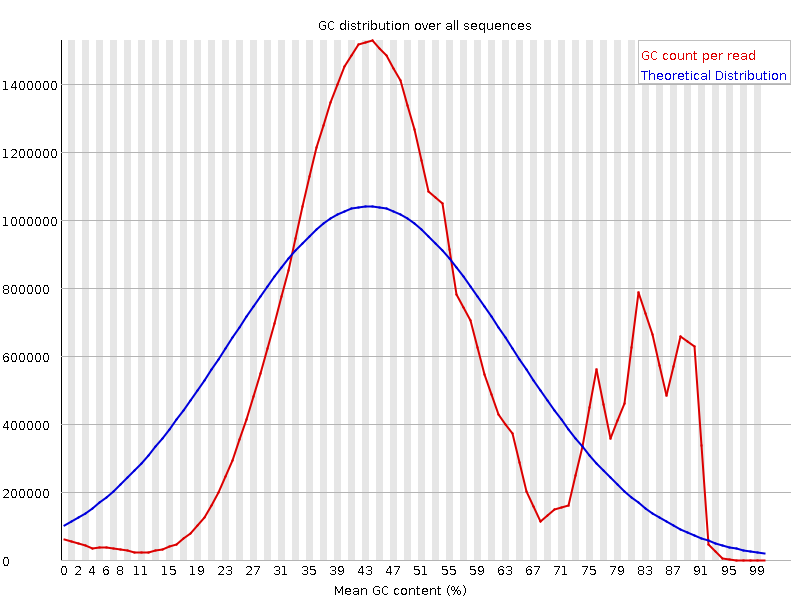 GC distribution over all sequences
GC count per read
Theoretical Distribution
1400000
1200000
1000000
800000
600000
400000
200000
0
0 2 4 6 8 11 15 19 23 27 31 35 39 43 47 51 55 59 63 67 71 75 79 83 87 91 95 99
Mean GC content (%)